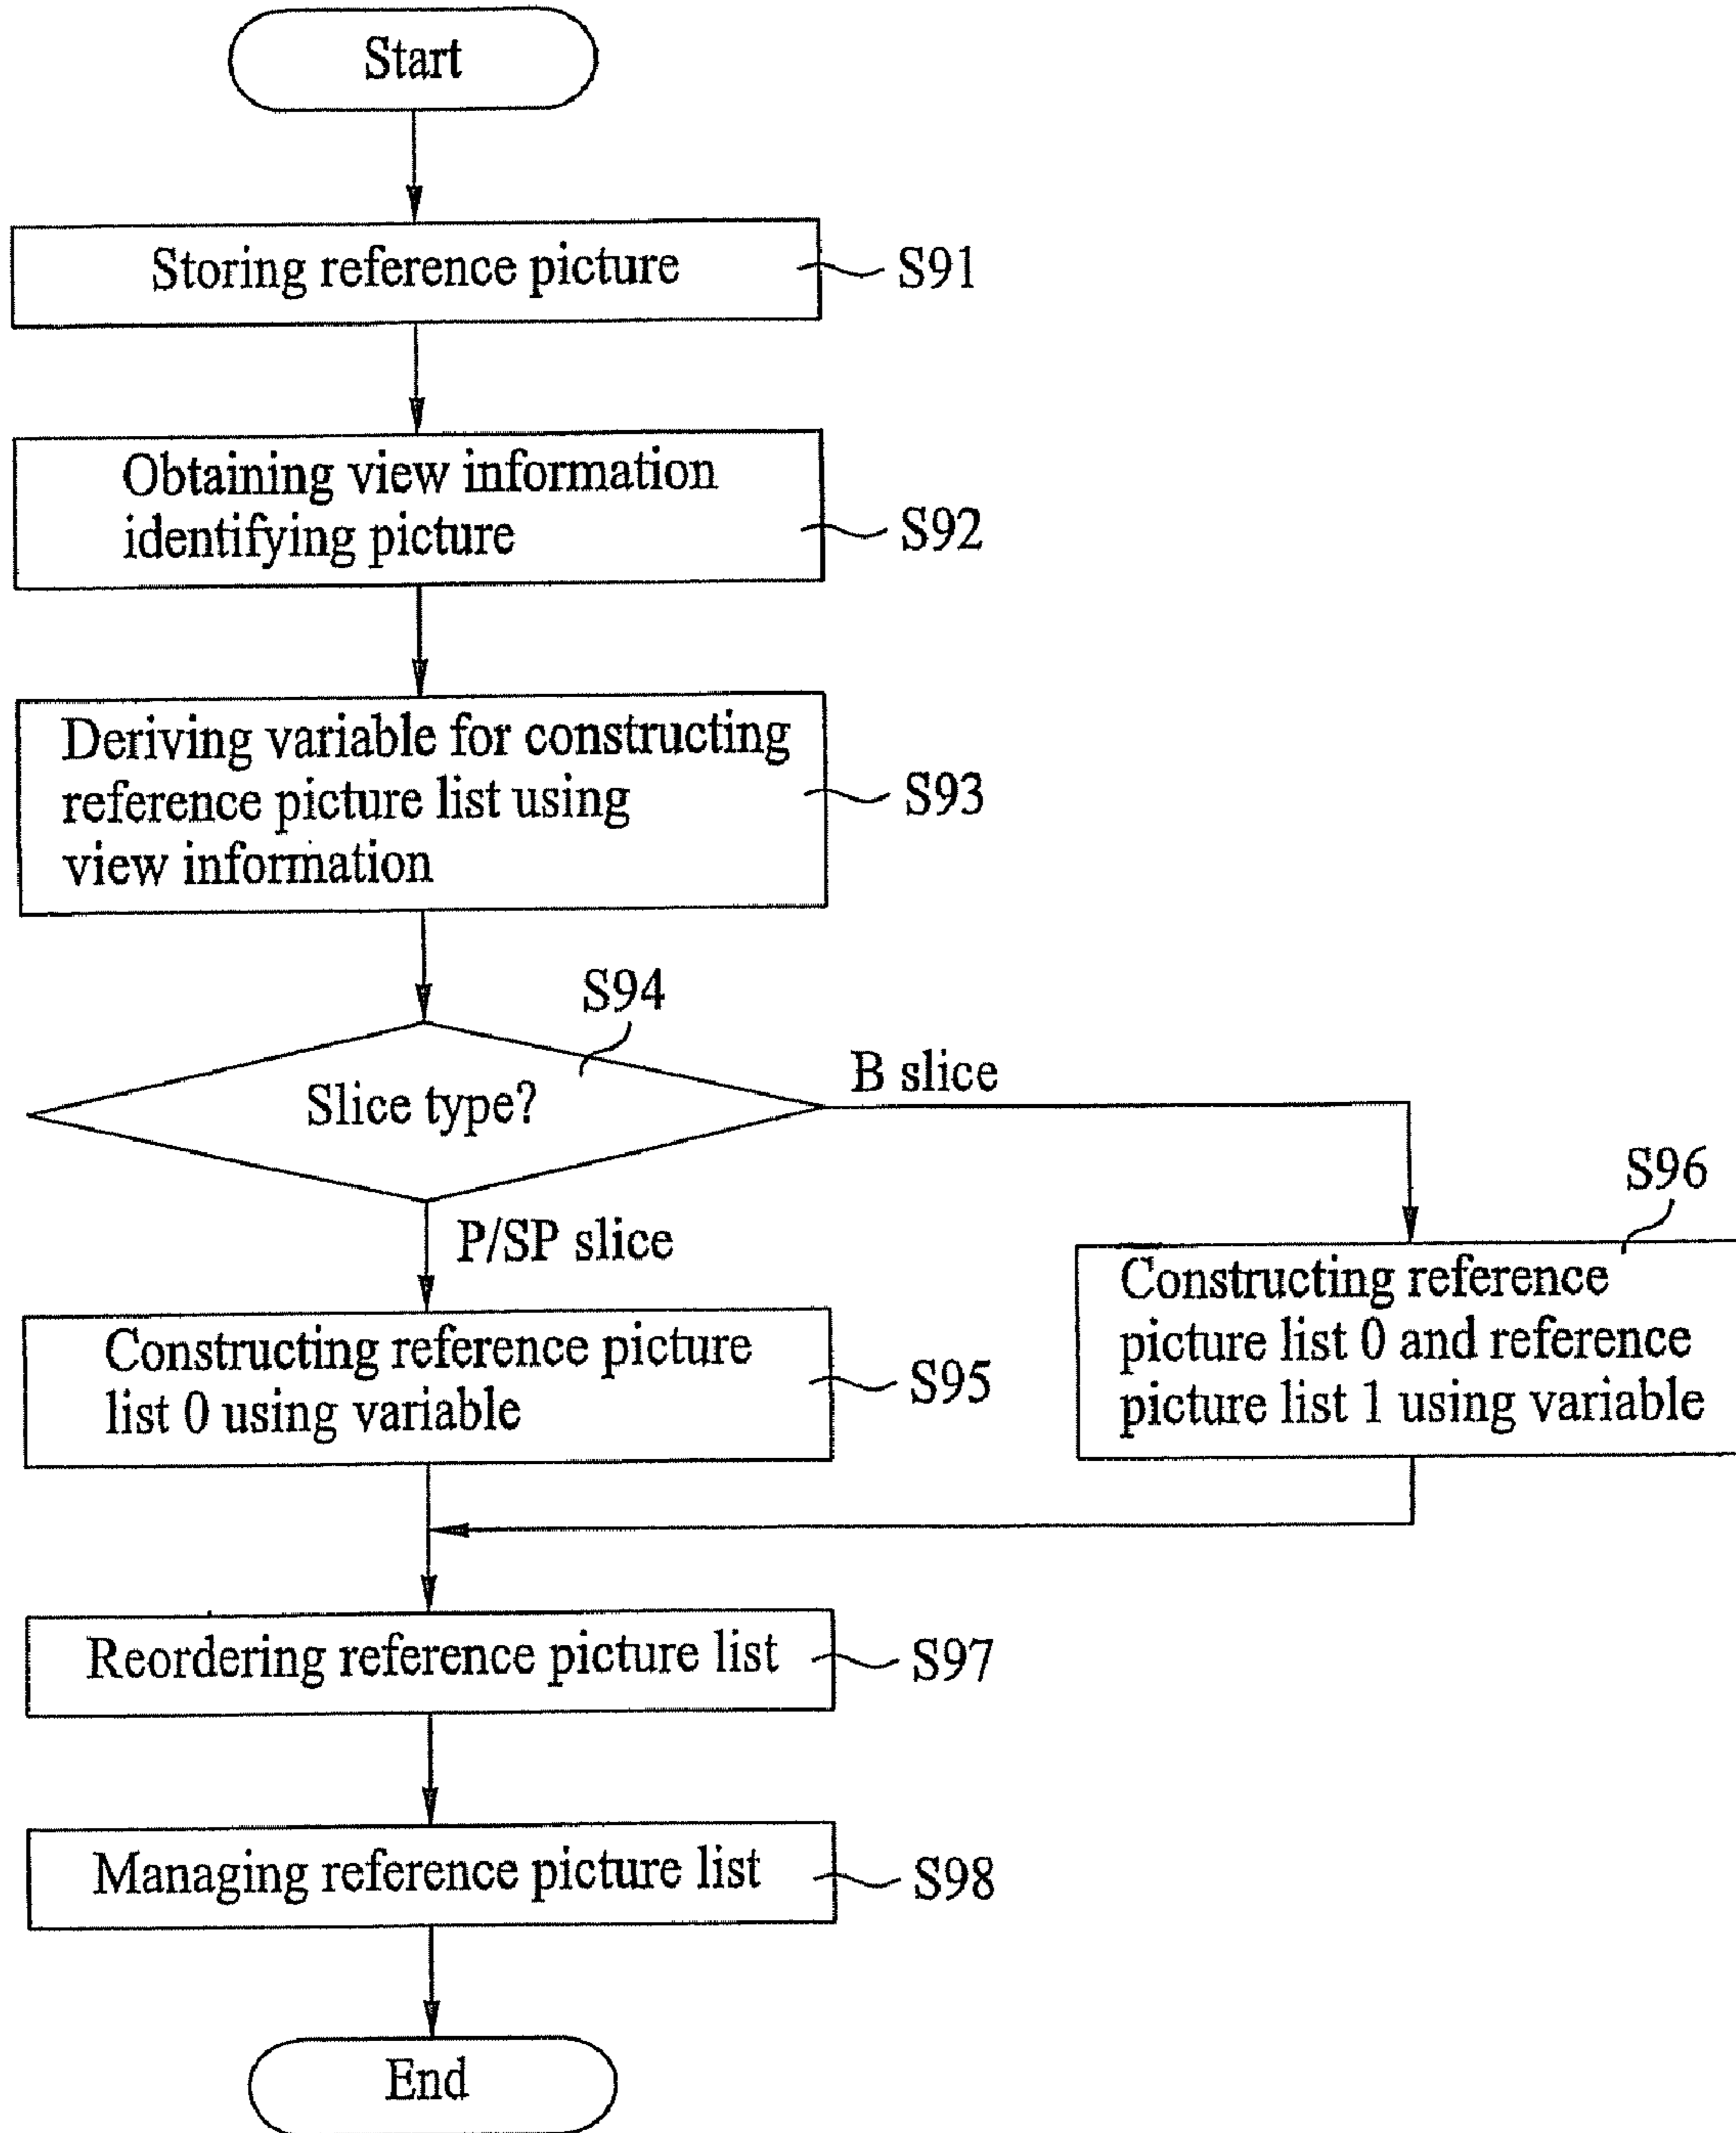 Start
Storing reference picture
S91
Obtaining view information
identifying picture
S92
Deriving variable for constructing
reference picture list using
view information
S93
S94
Slice type?
B slice
P/SP slice
S96
Constructing reference
picture list 0 and reference
picture list 1 using variable
Constructing reference picture
list 0 using variable
S95
Reordering reference picture list
S97
Managing reference picture list
S98
End